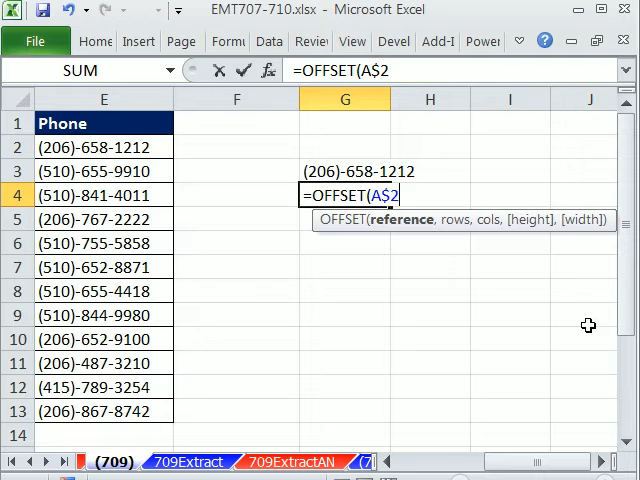 EMT707-710.xlsx - Microsoft Excel
File Home Insert Page Formu Data Revie View Devel Add-I Power
SUM =OFFSET(A$2
E F G H I J
1 Phone
2 (206)-658-1212
3 (510)-655-9910 (206)-658-1212
4 (510)-841-4011 =OFFSET(A$2
5 (206)-767-2222 OFFSET(reference, rows, cols, [height], [width])
6 (510)-755-5858
7 (510)-652-8871
8 (510)-655-4418
9 (510)-844-9980
10 (206)-652-9100
11 (206)-487-3210
12 (415)-789-3254
13 (206)-867-8742
14
(709) 709Extract 709ExtractAN (7